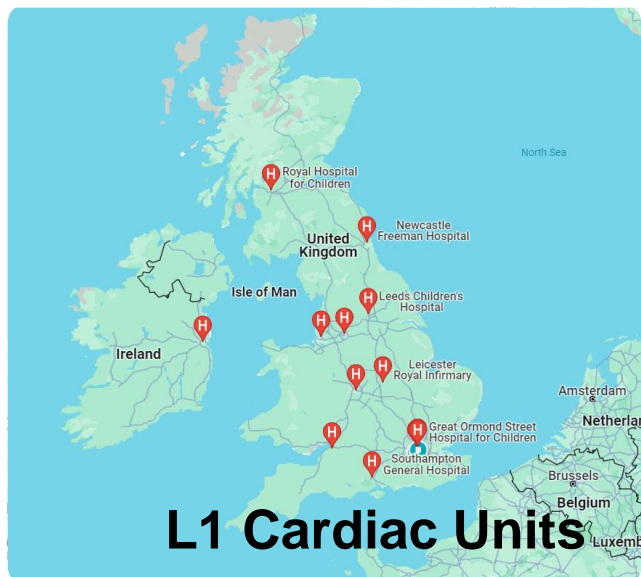 North Sea
Royal Hospital
for Children
Newcastle
Freeman Hospital
United
Kingdom
Isle of Man
Leeds Children's
Hospital
Ireland
Leicester
Royal Infirmary
Amsterdam
Netherlar
Great Ormond Street
Hospital for Children
Southampton
General Hospital
Brussels
Belgium
L1 Cardiac Units
Luxemb
H
H
H
H
H
H
H
H
H
H
H